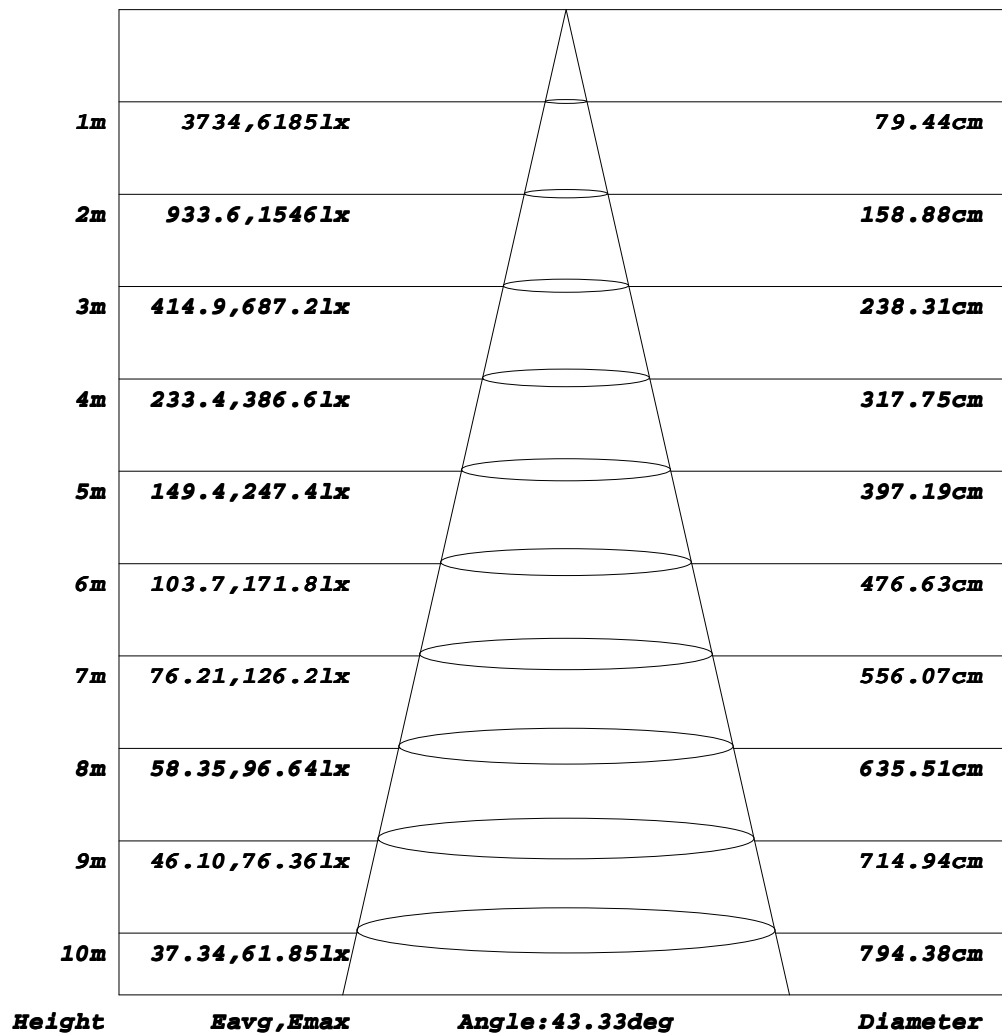 1m 3734,6185lx 79.44cm
2m 933.6,1546lx 158.88cm
3m 414.9,687.2lx 238.31cm
4m 233.4,386.6lx 317.75cm
5m 149.4,247.4lx 397.19cm
6m 103.7,171.8lx 476.63cm
7m 76.21,126.2lx 556.07cm
8m 58.35,96.64lx 635.51cm
9m 46.10,76.36lx 714.94cm
10m 37.34,61.85lx 794.38cm
Height Eavg,Emax Angle:43.33deg Diameter